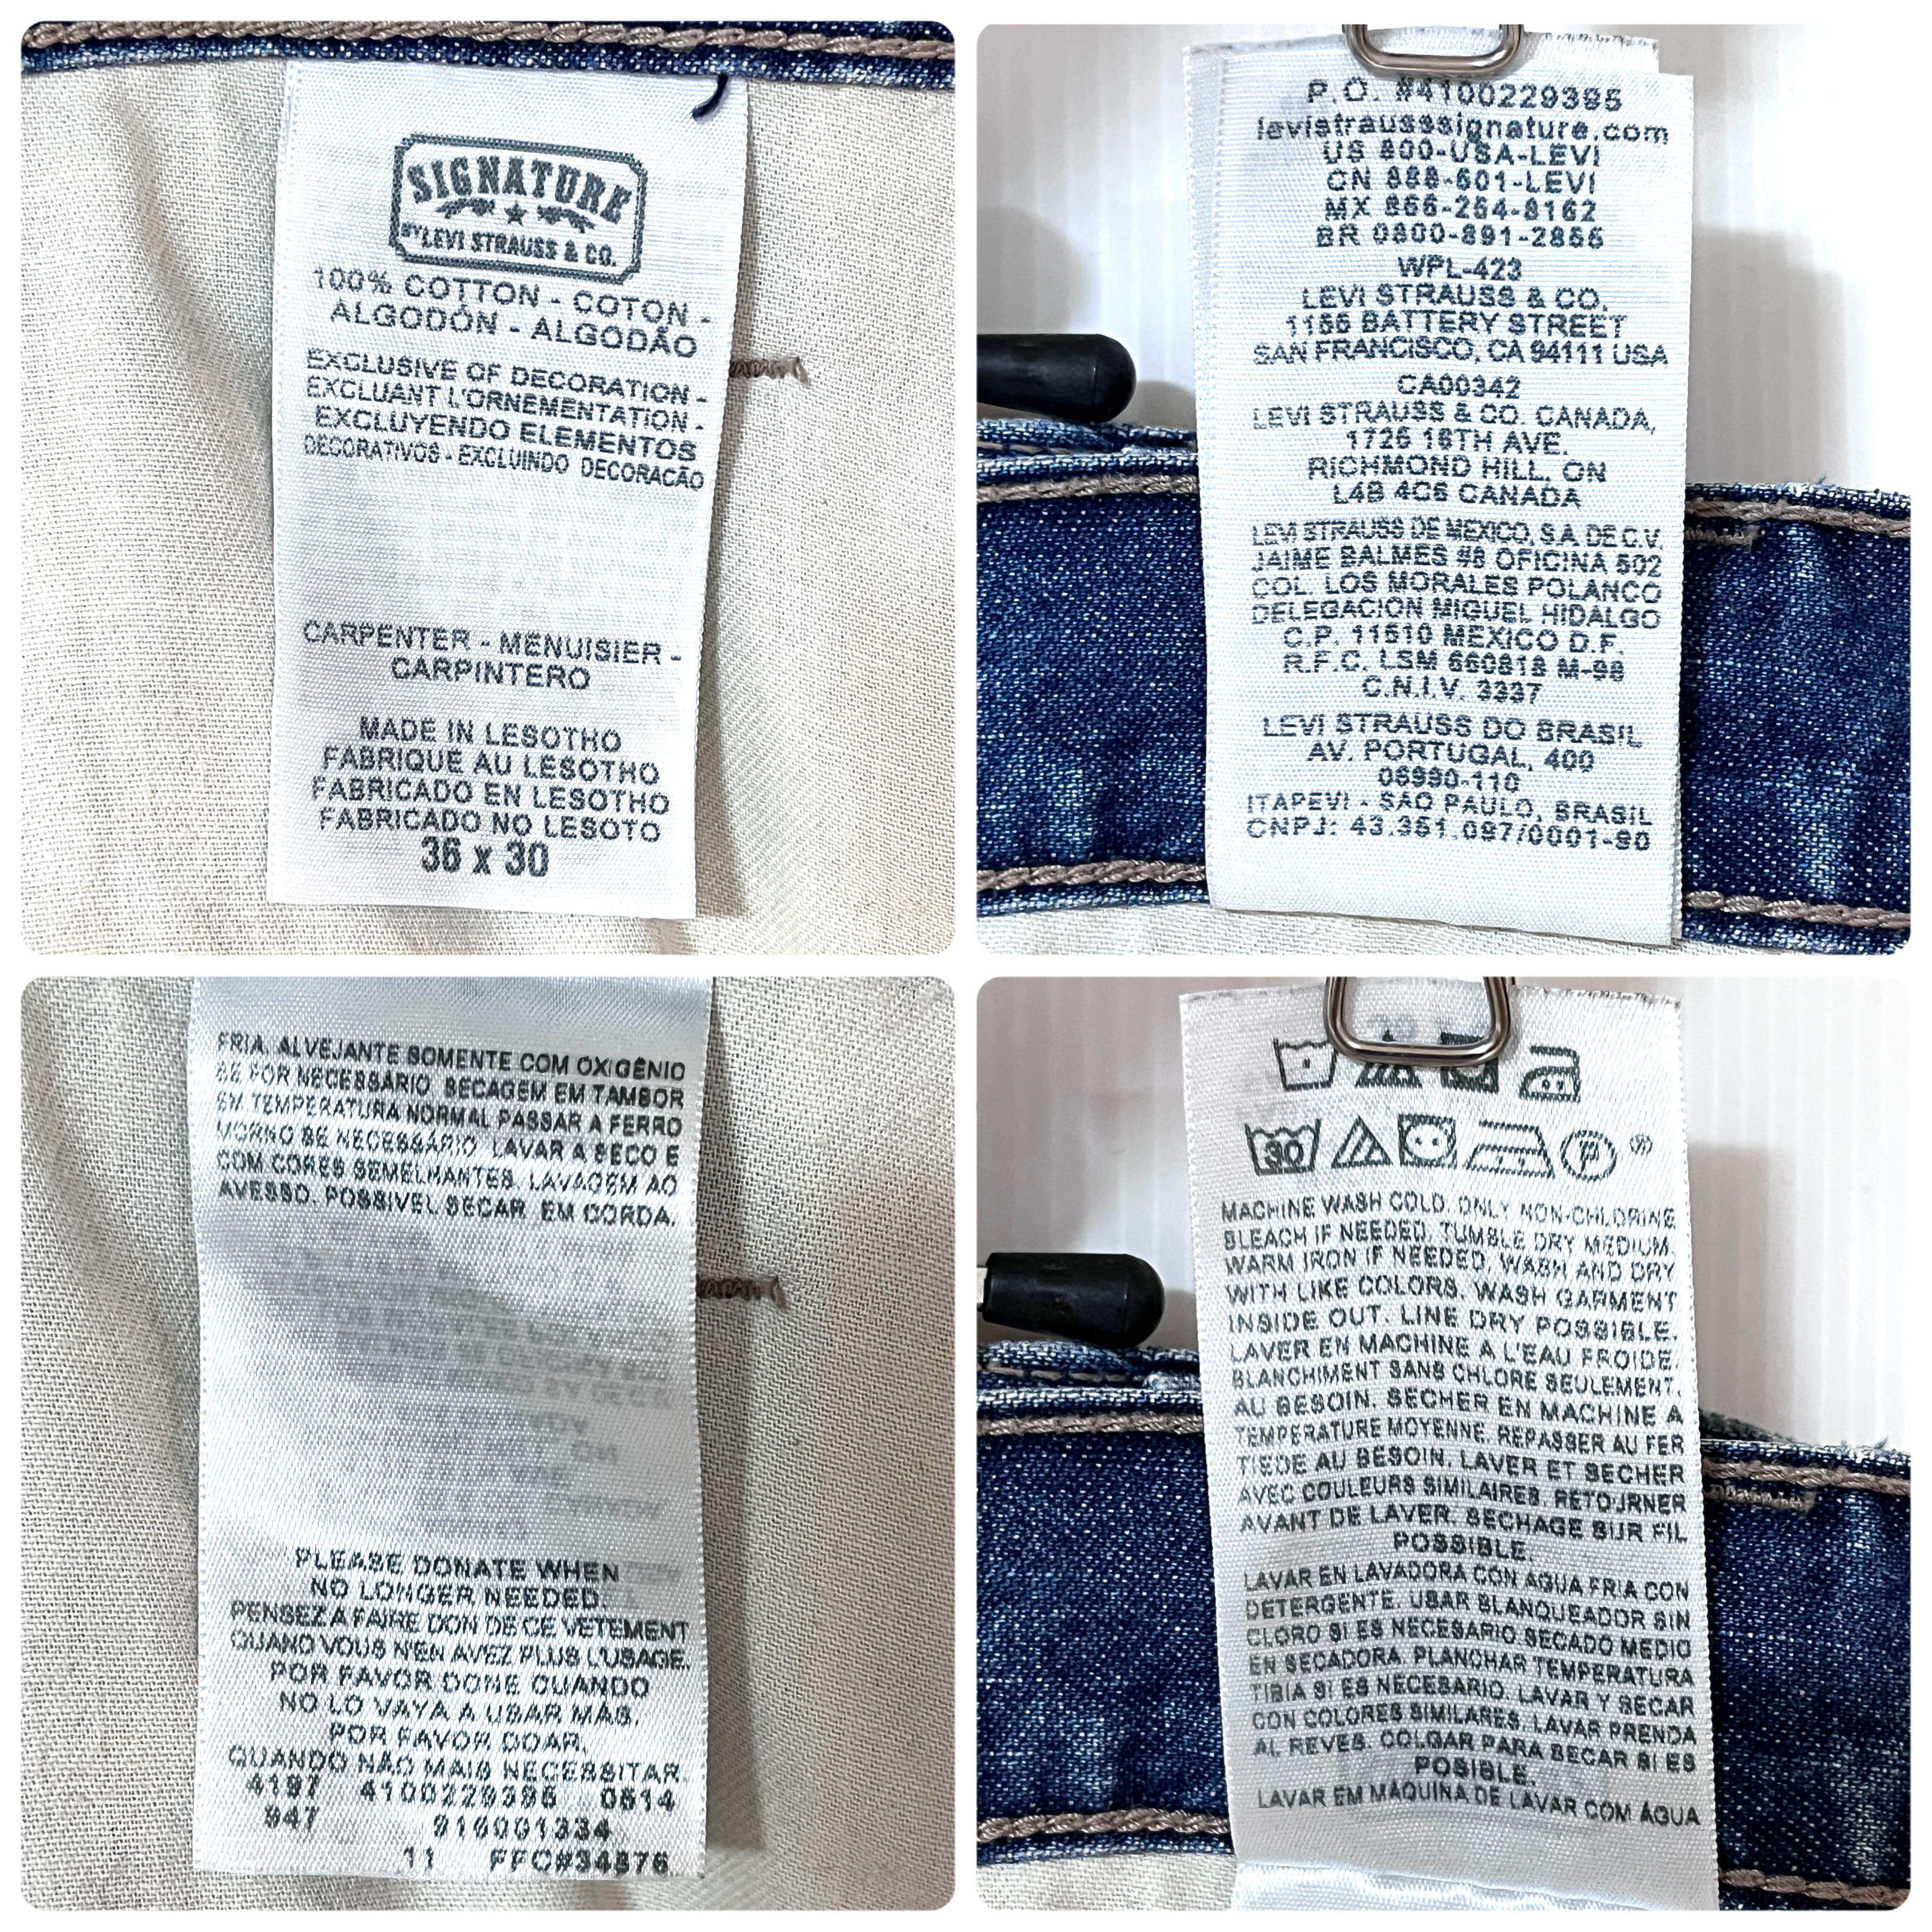 SIGNATURE
BY LEVI STRAUSS & CO.
100% COTTON - COTON -
ALGODÓN - ALGODÃO
EXCLUSIVE OF DECORATION -
EXCLUANT L'ORNEMENTATION -
EXCLUYENDO ELEMENTOS
DECORATIVOS - EXCLUINDO DECORAÇÃO
CARPENTER - MENUISIER -
CARPINTERO
MADE IN LESOTHO
FABRIQUE AU LESOTHO
FABRICADO EN LESOTHO
FABRICADO NO LESOTO
36 x 30
P.O. #4100229395
levistrausssignature.com
US 800-USA-LEVI
CN 888-501-LEVI
MX 866-264-8162
BR 0800-891-2855
WPL-423
LEVI STRAUSS & CO.
1155 BATTERY STREET
SAN FRANCISCO, CA 94111 USA
CA00342
LEVI STRAUSS & CO. CANADA,
1725 16TH AVE.
RICHMOND HILL, ON
L4B 4C6 CANADA
LEVI STRAUSS DE MEXICO, S.A. DE C.V.
JAIME BALMES #8 OFICINA 502
COL. LOS MORALES POLANCO
DELEGACION MIGUEL HIDALGO
C.P. 11510 MEXICO D.F.
R.F.C. LSM 660818 M-98
C.N.I.V. 3337
LEVI STRAUSS DO BRASIL
AV. PORTUGAL, 400
06690-110
ITAPEVI - SAO PAULO, BRASIL
CNPJ: 43.351.097/0001-90
FRIA. ALVEJANTE SOMENTE COM OXIGÊNIO
SE FOR NECESSÁRIO. SECAGEM EM TAMBOR
EM TEMPERATURA NORMAL PASSAR A FERRO
MORNO SE NECESSÁRIO. LAVAR A SECO E
COM CORES SEMELHANTES. LAVAGEM AO
AVESSO. POSSIVEL SECAR EM CORDA.
PLEASE DONATE WHEN
NO LONGER NEEDED.
PENSEZ A FAIRE DON DE CE VETEMENT
QUAND VOUS N'EN AVEZ PLUS L'USAGE.
POR FAVOR DONE CUANDO
NO LO VAYA A USAR MÁS.
POR FAVOR DOAR,
QUANDO NÃO MAIS NECESSITAR.
4197 4100229395 0514
947 916001334
11 FFC#34876
30
P
®
MACHINE WASH COLD. ONLY NON-CHLORINE
BLEACH IF NEEDED. TUMBLE DRY MEDIUM.
WARM IRON IF NEEDED. WASH AND DRY
WITH LIKE COLORS. WASH GARMENT
INSIDE OUT. LINE DRY POSSIBLE.
LAVER EN MACHINE A L'EAU FROIDE.
BLANCHIMENT SANS CHLORE SEULEMENT,
AU BESOIN. SECHER EN MACHINE A
TEMPERATURE MOYENNE. REPASSER AU FER
TIEDE AU BESOIN. LAVER ET SECHER
AVEC COULEURS SIMILAIRES. RETOURNER
AVANT DE LAVER. SECHAGE SUR FIL
POSSIBLE.
LAVAR EN LAVADORA CON AGUA FRIA CON
DETERGENTE. USAR BLANQUEADOR SIN
CLORO SI ES NECESARIO. SECADO MEDIO
EN SECADORA. PLANCHAR TEMPERATURA
TIBIA SI ES NECESARIO. LAVAR Y SECAR
CON COLORES SIMILARES. LAVAR PRENDA
AL REVES. COLGAR PARA SECAR SI ES
POSIBLE.
LAVAR EM MÁQUINA DE LAVAR COM ÁGUA